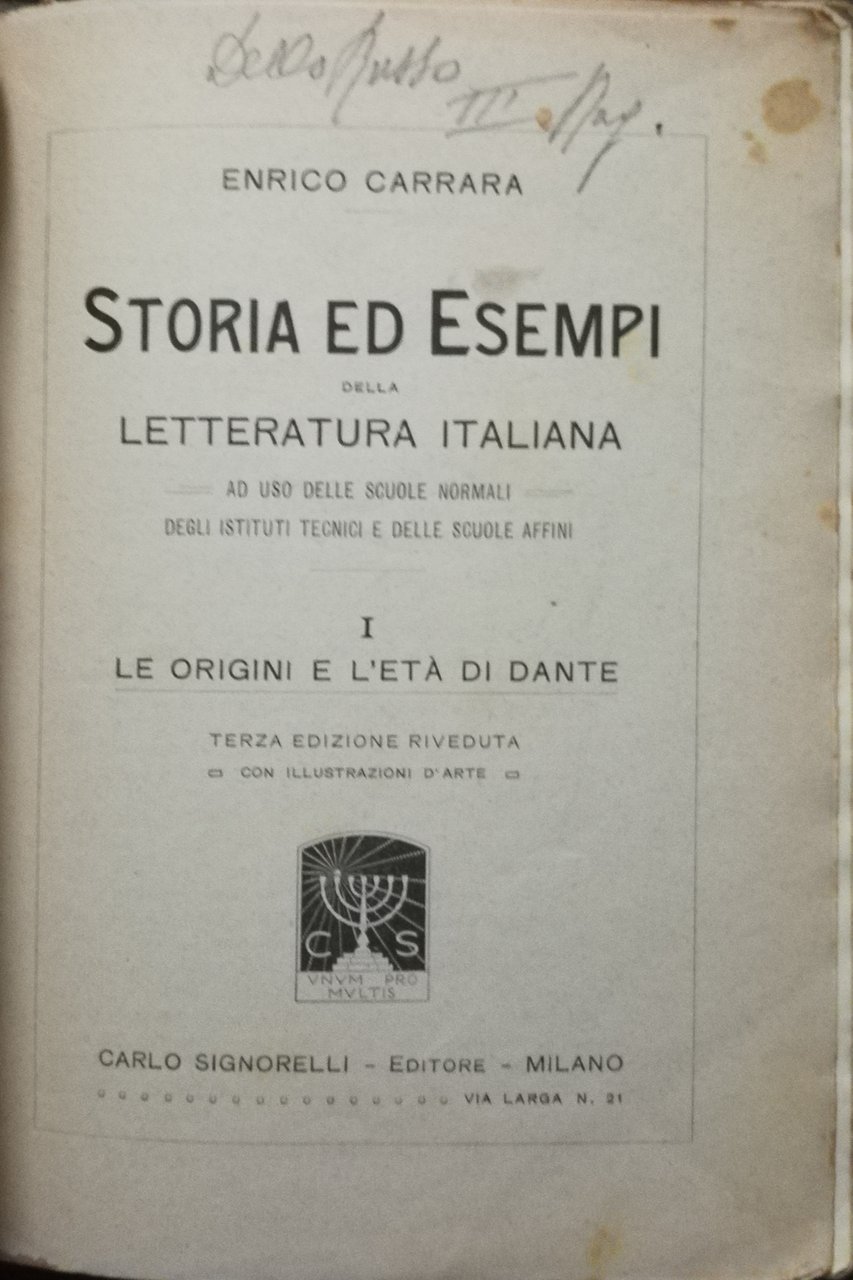 Dello Russo
III
ENRICO CARRARA
STORIA ED ESEMPI
DELLA
LETTERATURA ITALIANA
AD USO DELLE SCUOLE NORMALI
DEGLI ISTITUTI TECNICI E DELLE SCUOLE AFFINI
I
LE ORIGINI E L'ETÀ DI DANTE
TERZA EDIZIONE RIVEDUTA
CON ILLUSTRAZIONI D'ARTE
C S
VNVM PRO
MVLTIS
CARLO SIGNORELLI - EDITORE - MILANO
VIA LARGA N. 21